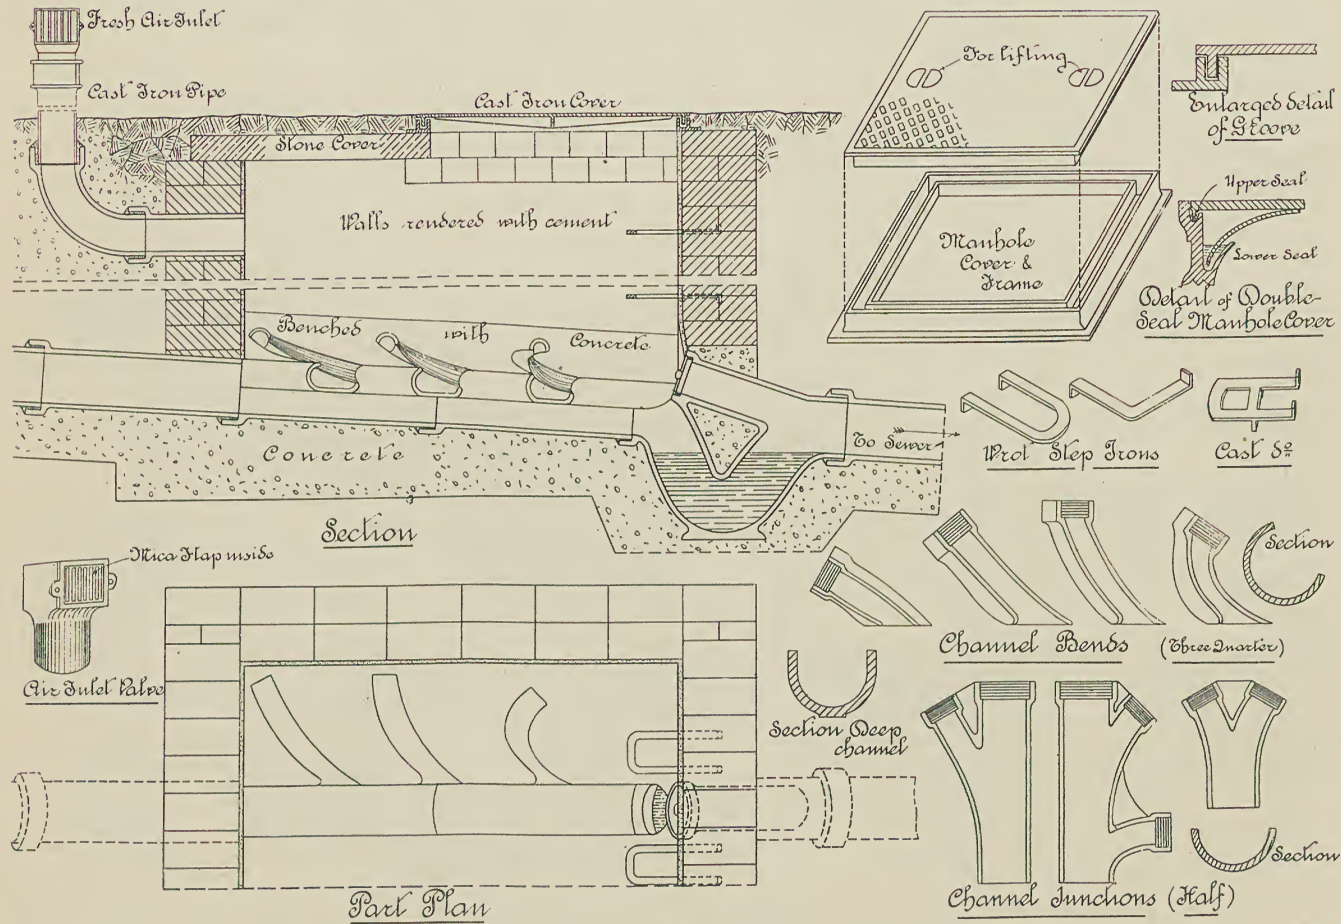 Fresh Air Inlet
Cast Iron Pipe
Cast Iron Cover
Stone Cover
Walls rendered with cement
Benched with Concrete
Concrete
To Sewer
Section
For lifting
Manhole
Cover &
Frame
Enlarged detail
of Groove
Upper Seal
Lower Seal
Detail of Double-
Seal Manhole Cover
Wrot Step Irons
Cast do
Mica Flap inside
Air Inlet Valve
Channel Bends
(Three Quarter)
Section
Section Deep
channel
Section
Channel Junctions (Half)
Part Plan